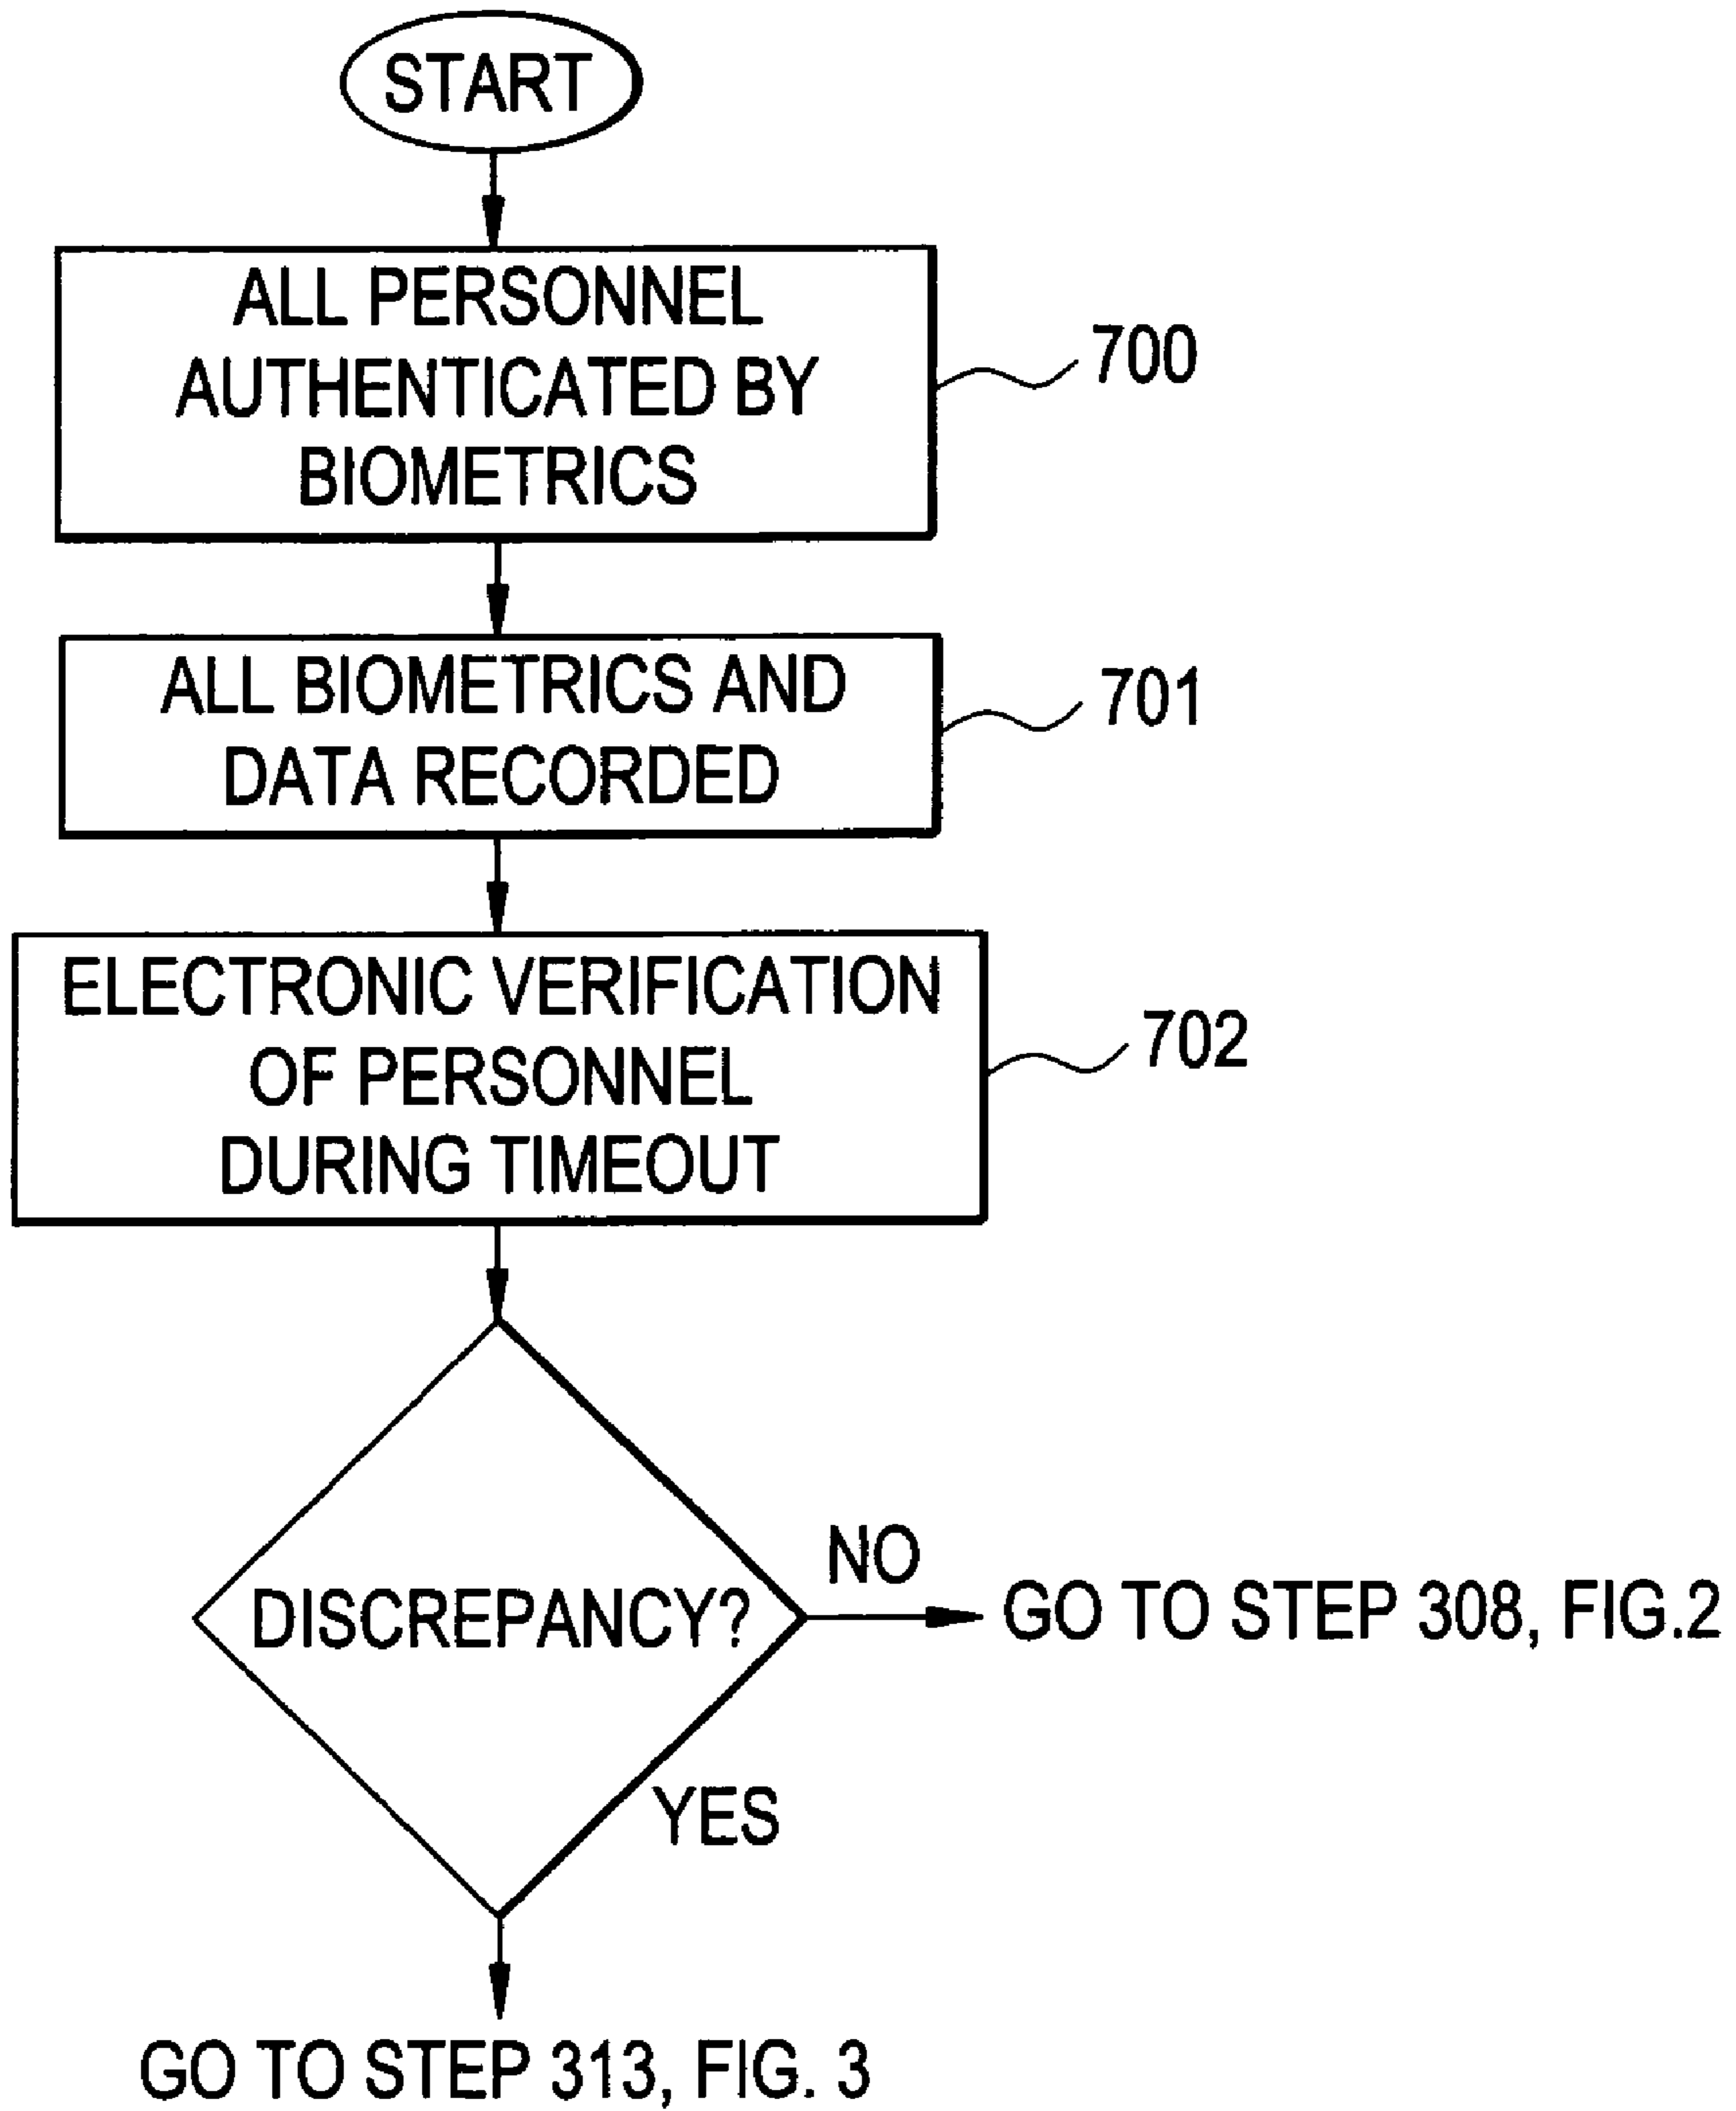 START
ALL PERSONNEL
AUTHENTICATED BY
BIOMETRICS
700
ALL BIOMETRICS AND
DATA RECORDED
701
ELECTRONIC VERIFICATION
OF PERSONNEL
DURING TIMEOUT
702
DISCREPANCY?
NO
GO TO STEP 308, FIG.2
YES
GO TO STEP 313, FIG. 3